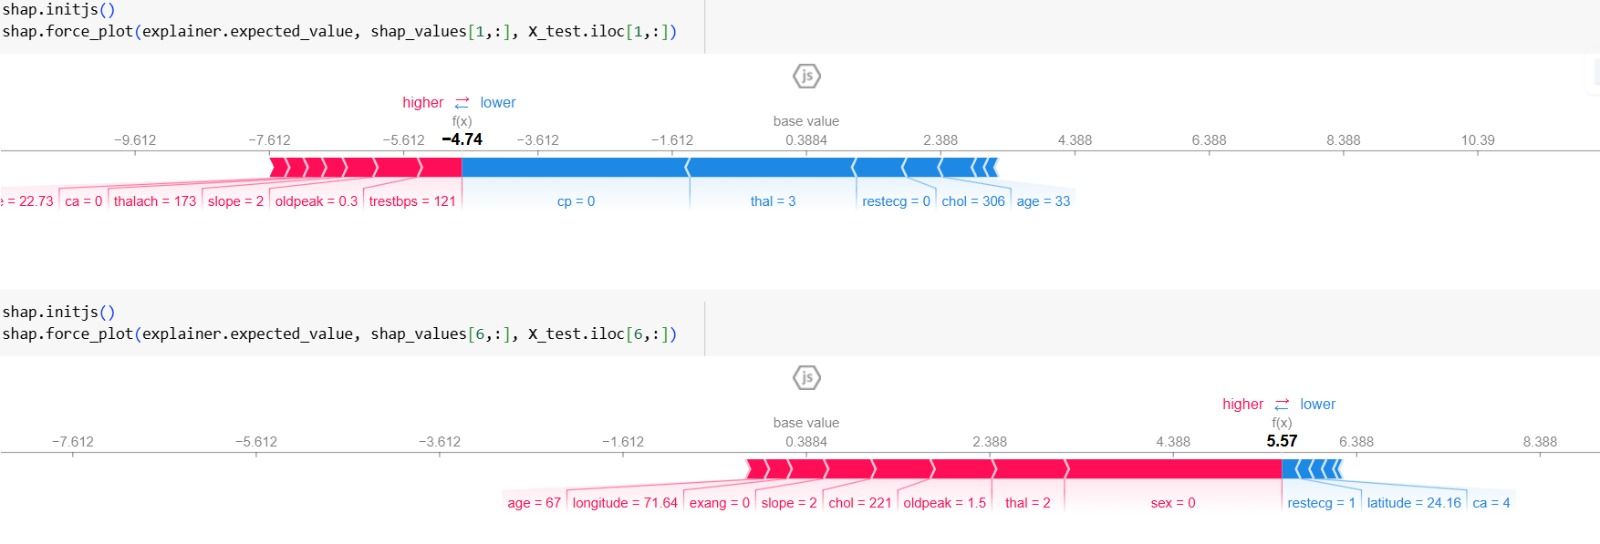 shap.initjs()
shap.force_plot(explainer.expected_value, shap_values[1,:], X_test.iloc[1,:])
js
higher lower
f(x) base value
−9.612 −7.612 −5.612 −4.74 −3.612 −1.612 0.3884 2.388 4.388 6.388 8.388 10.39
= 22.73 ca = 0 thalach = 173 slope = 2 oldpeak = 0.3 trestbps = 121 cp = 0 thal = 3 restecg = 0 chol = 306 age = 33
shap.initjs()
shap.force_plot(explainer.expected_value, shap_values[6,:], X_test.iloc[6,:])
js
higher lower
base value f(x)
−7.612 −5.612 −3.612 −1.612 0.3884 2.388 4.388 5.57 6.388 8.388
age = 67 longitude = 71.64 exang = 0 slope = 2 chol = 221 oldpeak = 1.5 thal = 2 sex = 0 restecg = 1 latitude = 24.16 ca = 4